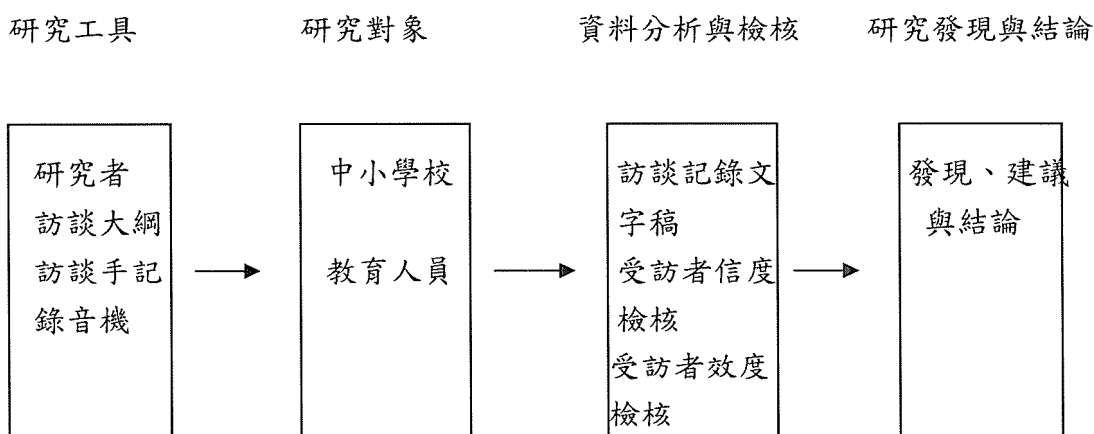 研究工具
研究對象
資料分析與檢核
研究發現與結論
研究者
訪談大綱
訪談手記
錄音機
中小學校
教育人員
訪談記錄文
字稿
受訪者信度
檢核
受訪者效度
檢核
發現、建議
與結論